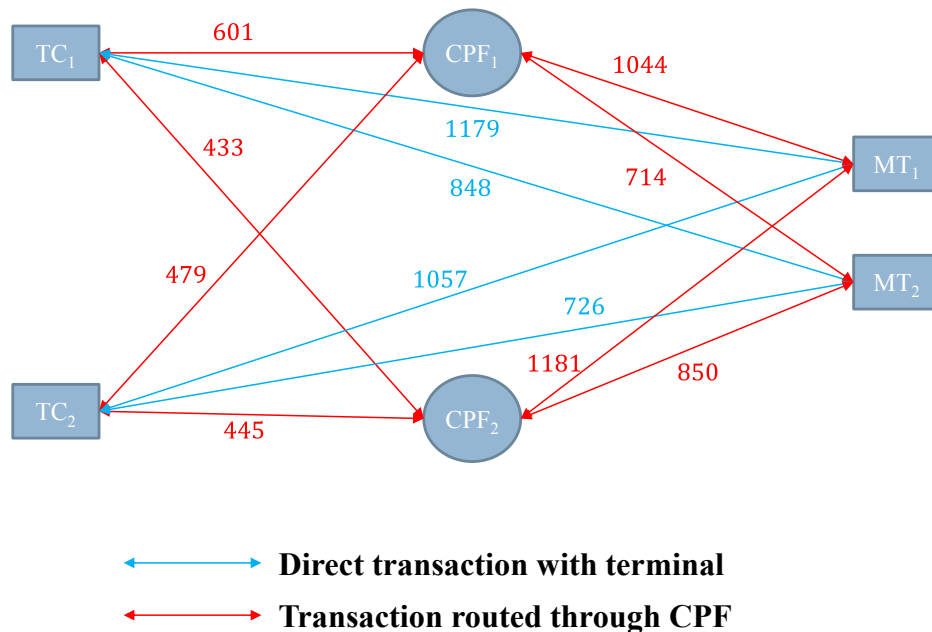 601
TC1
CPF1
1044
1179
433
MT1
714
848
479
1057
MT2
726
1181
850
TC2
CPF2
445
Direct transaction with terminal
Transaction routed through CPF